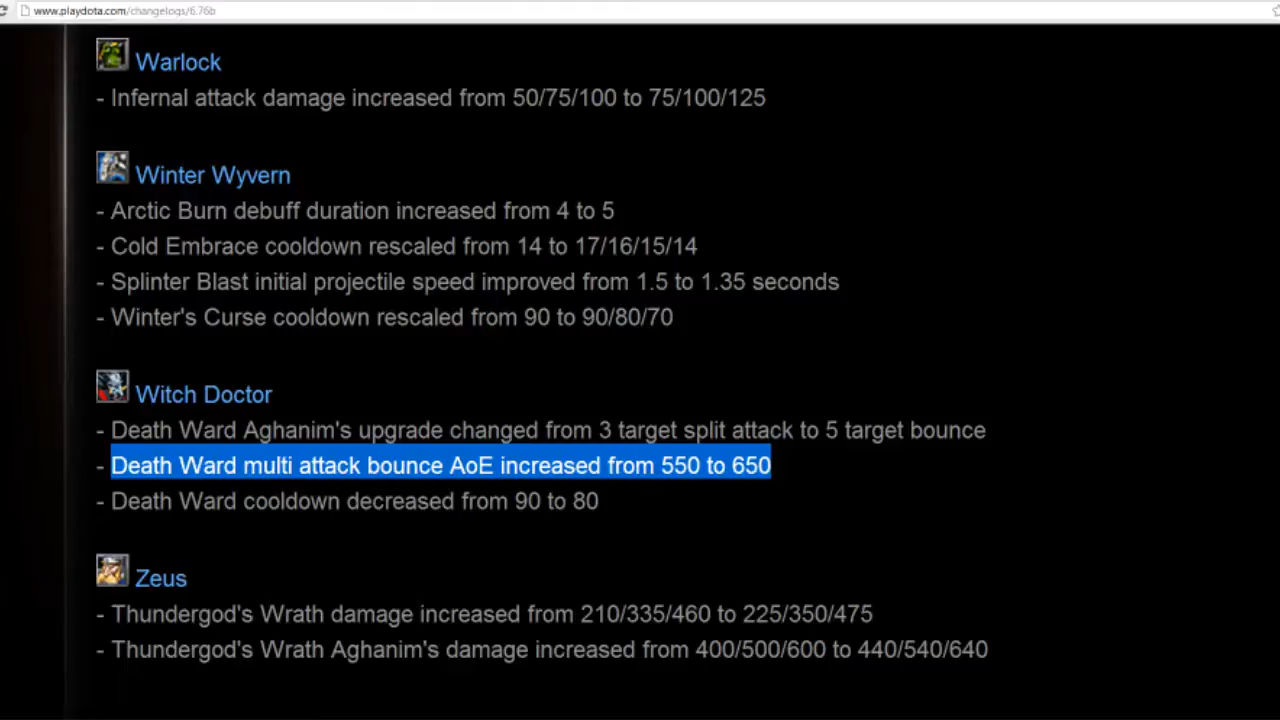 www.playdota.com/changelogs/6.76b
Warlock
- Infernal attack damage increased from 50/75/100 to 75/100/125
Winter Wyvern
- Arctic Burn debuff duration increased from 4 to 5
- Cold Embrace cooldown rescaled from 14 to 17/16/15/14
- Splinter Blast initial projectile speed improved from 1.5 to 1.35 seconds
- Winter's Curse cooldown rescaled from 90 to 90/80/70
Witch Doctor
- Death Ward Aghanim's upgrade changed from 3 target split attack to 5 target bounce
- Death Ward multi attack bounce AoE increased from 550 to 650
- Death Ward cooldown decreased from 90 to 80
Zeus
- Thundergod's Wrath damage increased from 210/335/460 to 225/350/475
- Thundergod's Wrath Aghanim's damage increased from 400/500/600 to 440/540/640